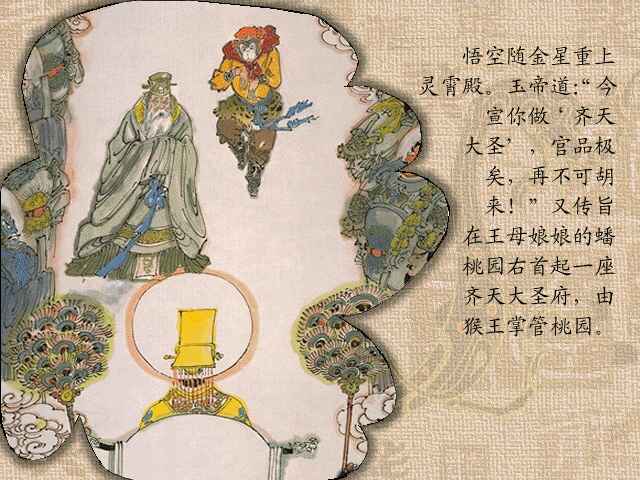 悟空随金星重上
灵霄殿。玉帝道:“今
宣你做‘齐天
大圣’，官品极
矣，再不可胡
来！”又传旨
在王母娘娘的蟠
桃园右首起一座
齐天大圣府，由
猴王掌管桃园。